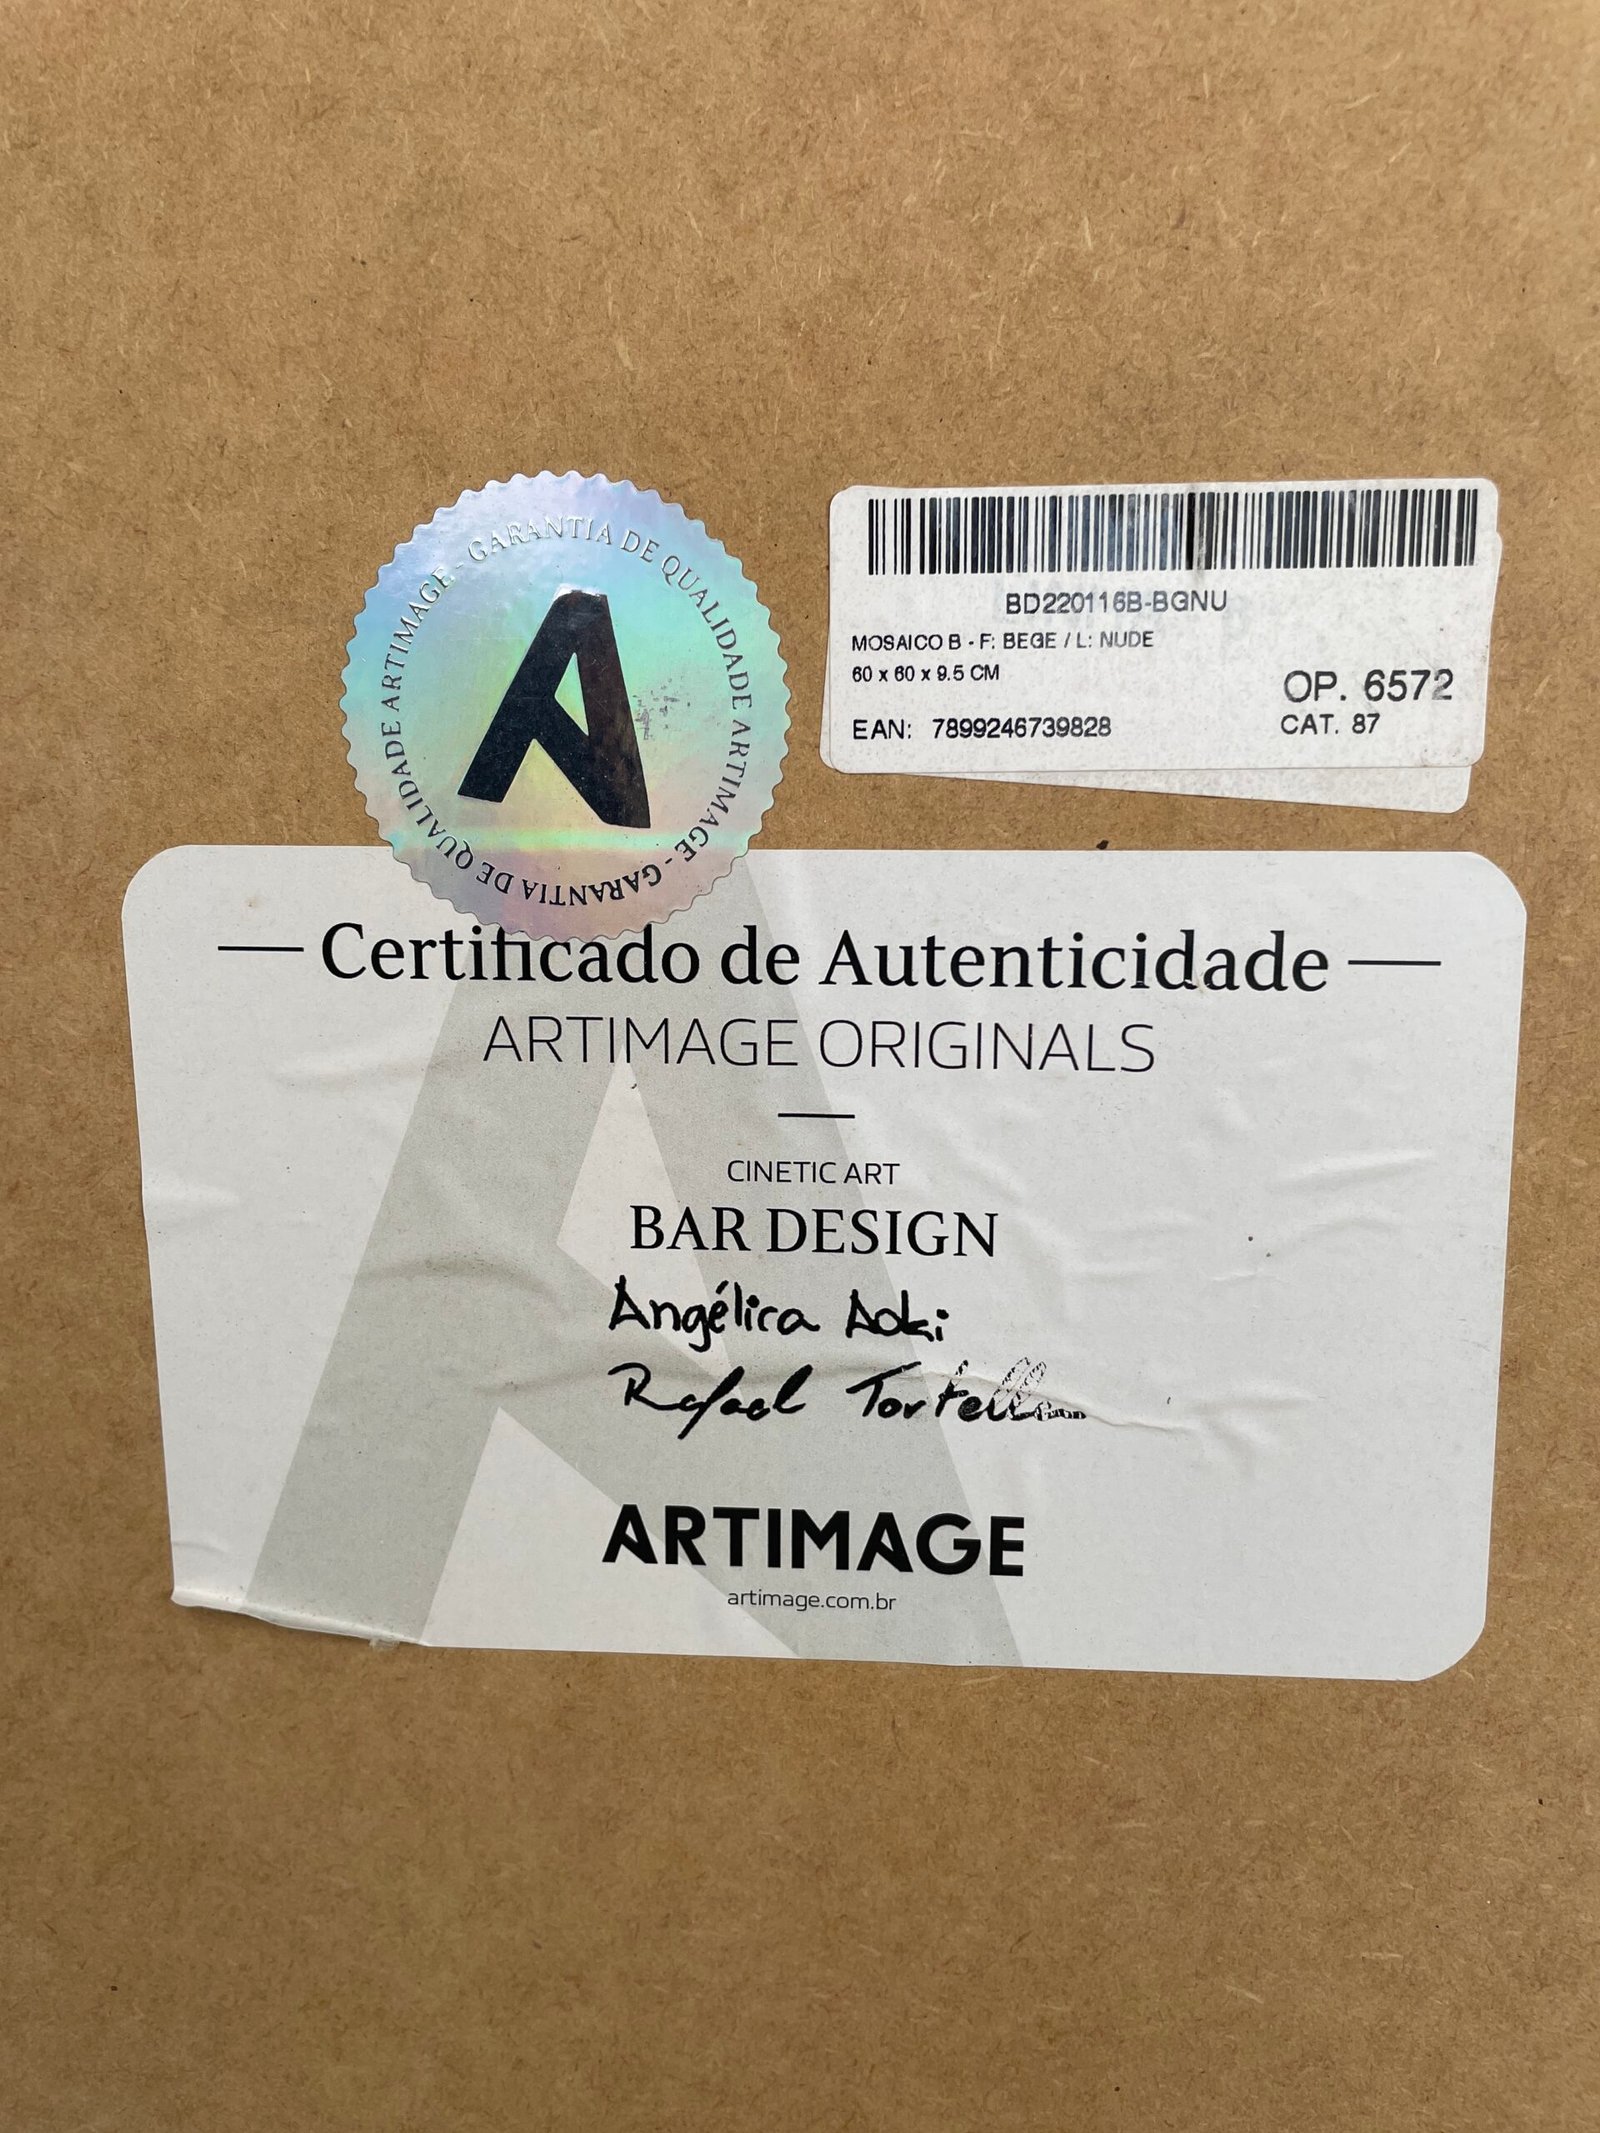 GARANTIA DE QUALIDADE ARTIMAGE - GARANTIA DE QUALIDADE ARTIMAGE -
BD220116B-BGNU
MOSAICO B - F: BEGE / L: NUDE
60 x 60 x 9.5 CM
OP. 6572
EAN: 7899246739828
CAT. 87
Certificado de Autenticidade
ARTIMAGE ORIGINALS
CINETIC ART
BAR DESIGN
Angélica Aoki
Rafael
ARTIMAGE
artimage.com.br